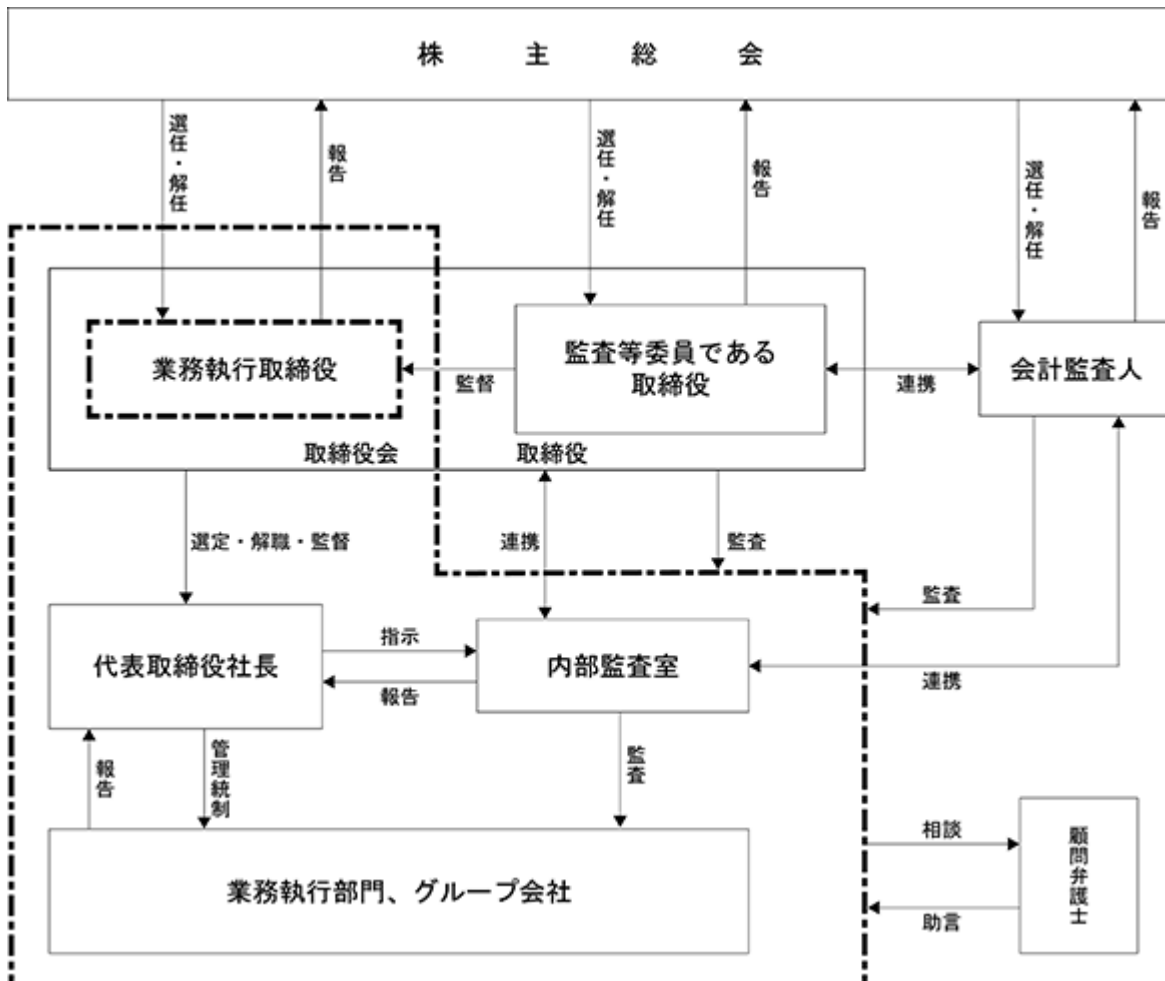 株主総会
選任・解任
報告
選任・解任
報告
選任・解任
報告
業務執行取締役
監督
監査等委員である
取締役
連携
会計監査人
取締役会
取締役
選定・解職・監督
連携
監査
監査
代表取締役社長
指示
報告
内部監査室
連携
報告
管理統制
監査
業務執行部門、グループ会社
相談
助言
顧問弁護士